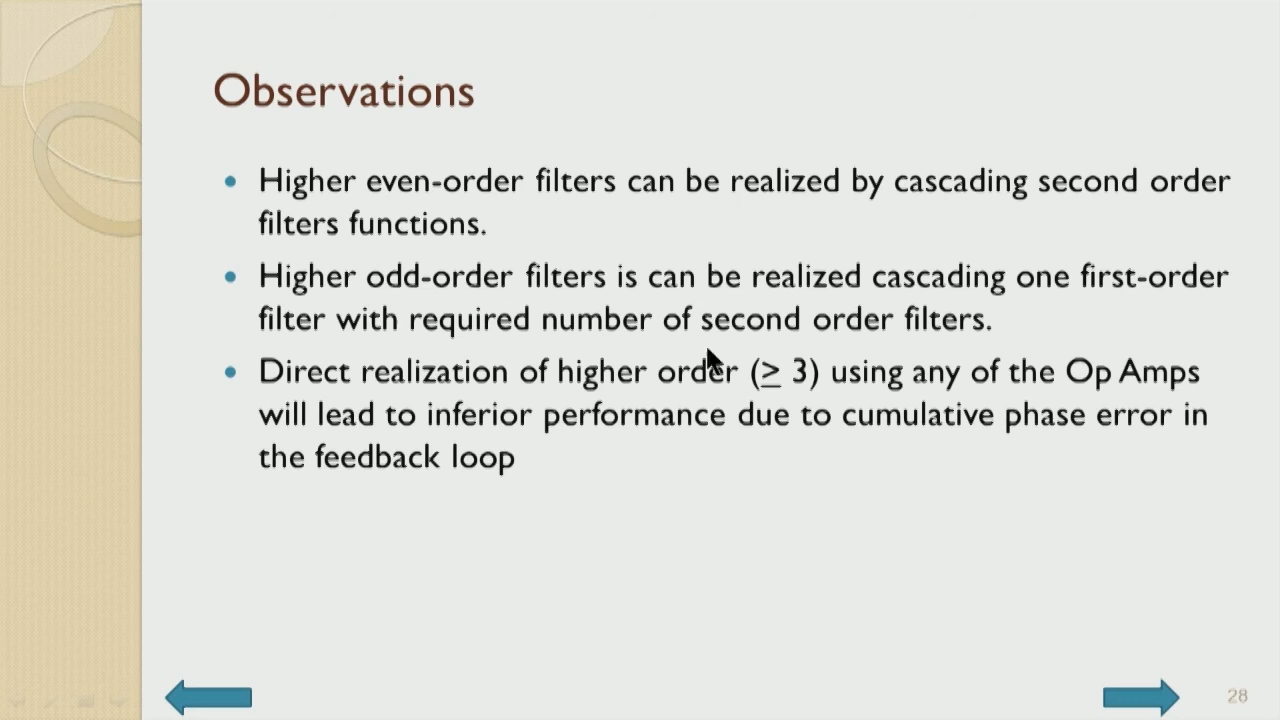 Observations
Higher even-order filters can be realized by cascading second order
filters functions.
Higher odd-order filters is can be realized cascading one first-order
filter with required number of second order filters.
Direct realization of higher order (≥ 3) using any of the Op Amps
will lead to inferior performance due to cumulative phase error in
the feedback loop
28